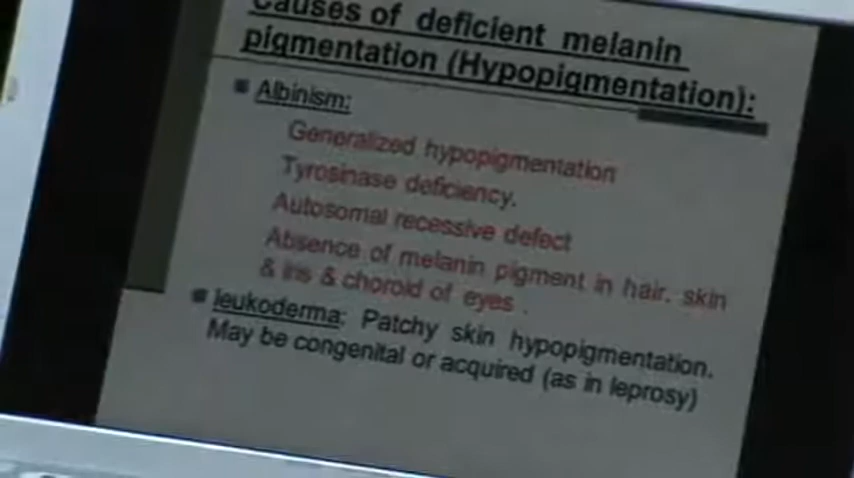 Causes of deficient melanin
pigmentation (Hypopigmentation):
Albinism:
Generalized hypopigmentation
Tyrosinase deficiency.
Autosomal recessive defect
Absence of melanin pigment in hair, skin
& iris & choroid of eyes .
leukoderma: Patchy skin hypopigmentation.
May be congenital or acquired (as in leprosy)